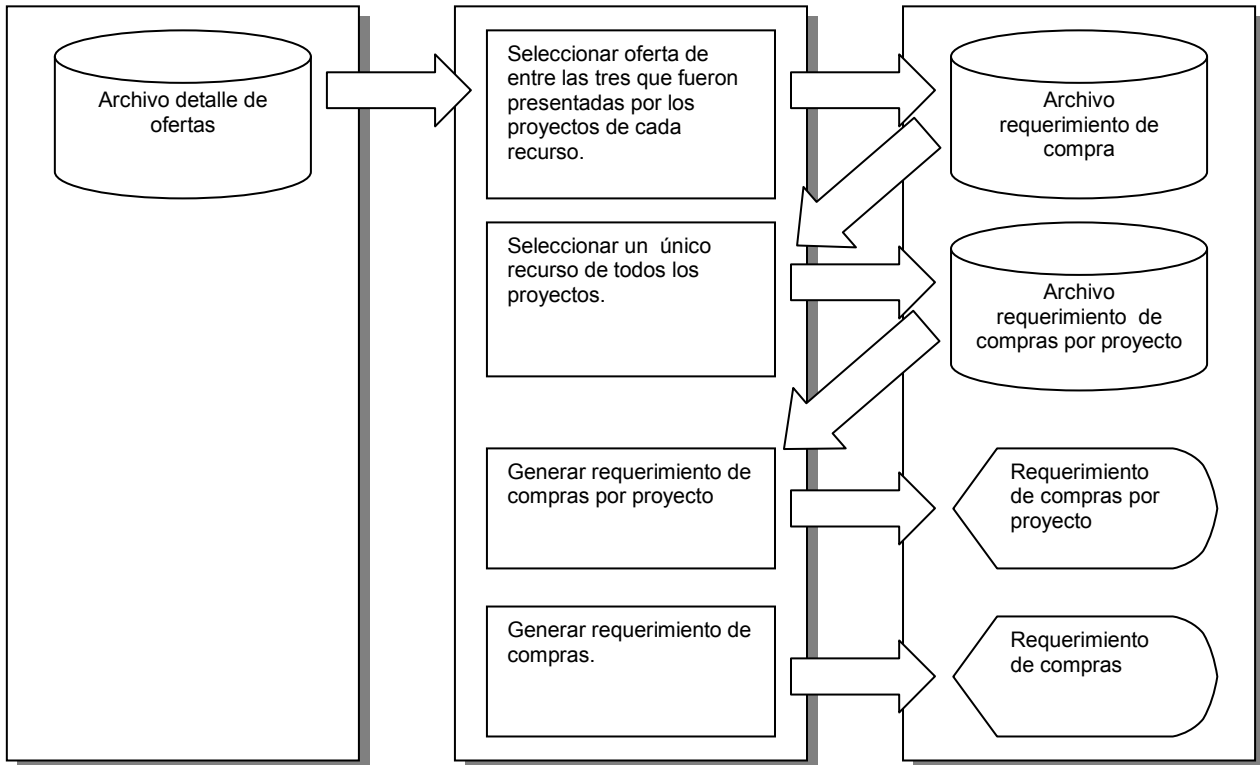 Archivo detalle de
ofertas
Seleccionar oferta de
entre las tres que fueron
presentadas por los
proyectos de cada
recurso.
Archivo
requerimiento de
compra
Seleccionar un único
recurso de todos los
proyectos.
Archivo
requerimiento de
compras por proyecto
Generar requerimiento de
compras por proyecto
Requerimiento
de compras por
proyecto
Generar requerimiento de
compras.
Requerimiento
de compras